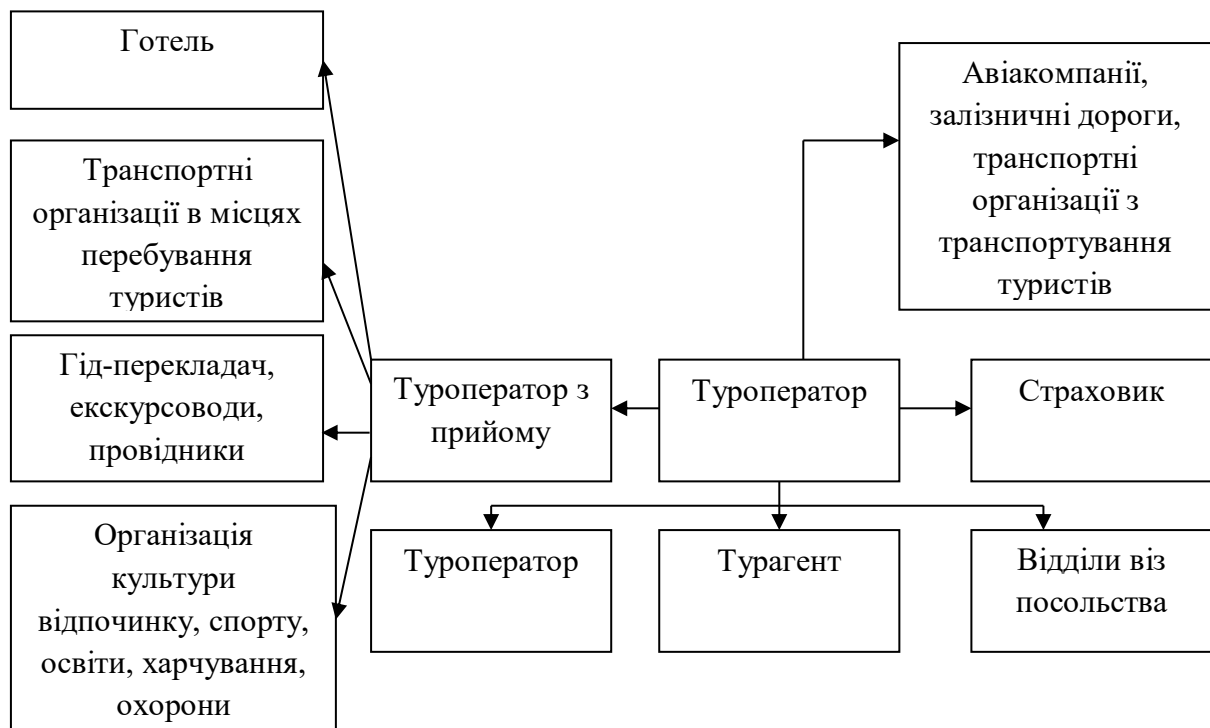 Готель
Авіакомпанії,
залізничні дороги,
транспортні
організації з
транспортування
туристів
Транспортні
організації в місцях
перебування
туристів
Гід-перекладач,
екскурсоводи,
провідники
Туроператор з
прийому
Туроператор
Страховик
Організація
культури
відпочинку, спорту,
освіти, харчування,
охорони
Туроператор
Турагент
Відділи віз
посольства